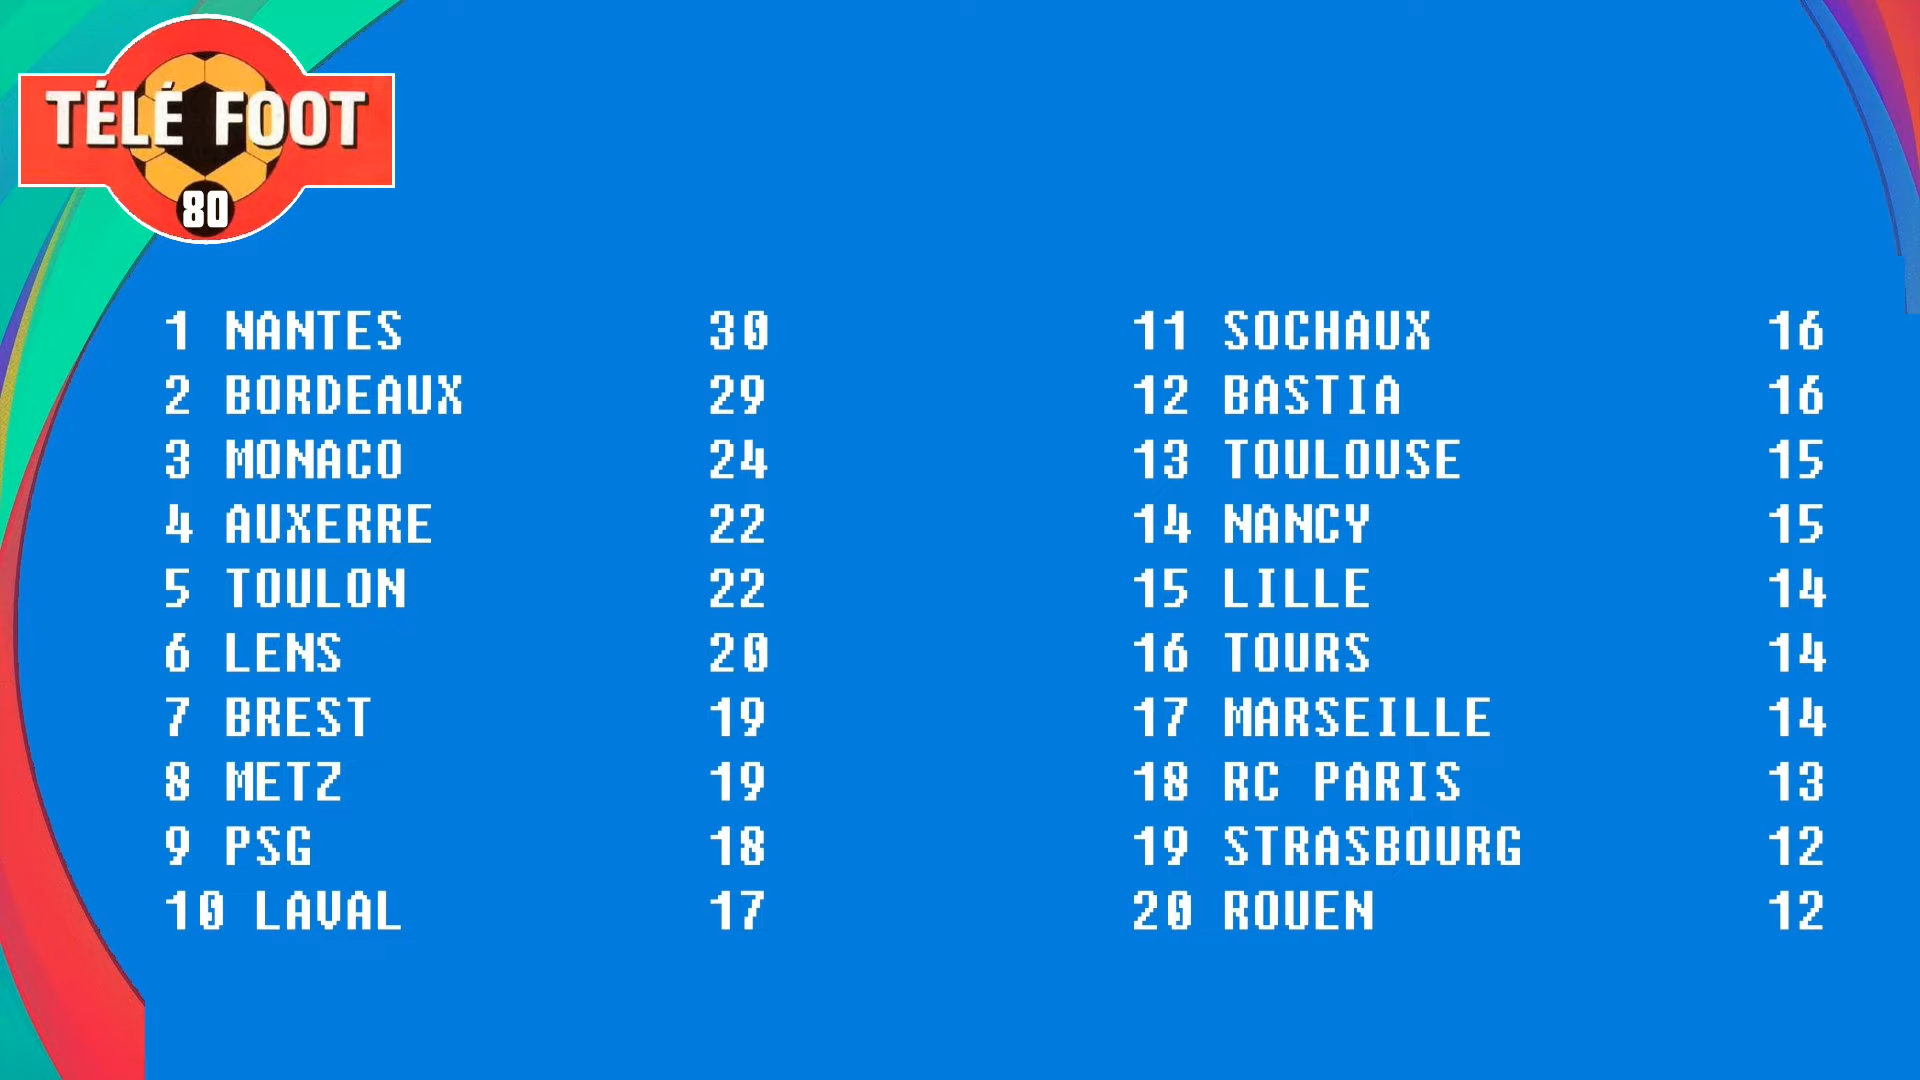 TÉLÉ FOOT
80
1 NANTES 30
2 BORDEAUX 29
3 MONACO 24
4 AUXERRE 22
5 TOULON 22
6 LENS 20
7 BREST 19
8 METZ 19
9 PSG 18
10 LAVAL 17
11 SOCHAUX 16
12 BASTIA 16
13 TOULOUSE 15
14 NANCY 15
15 LILLE 14
16 TOURS 14
17 MARSEILLE 14
18 RC PARIS 13
19 STRASBOURG 12
20 ROUEN 12